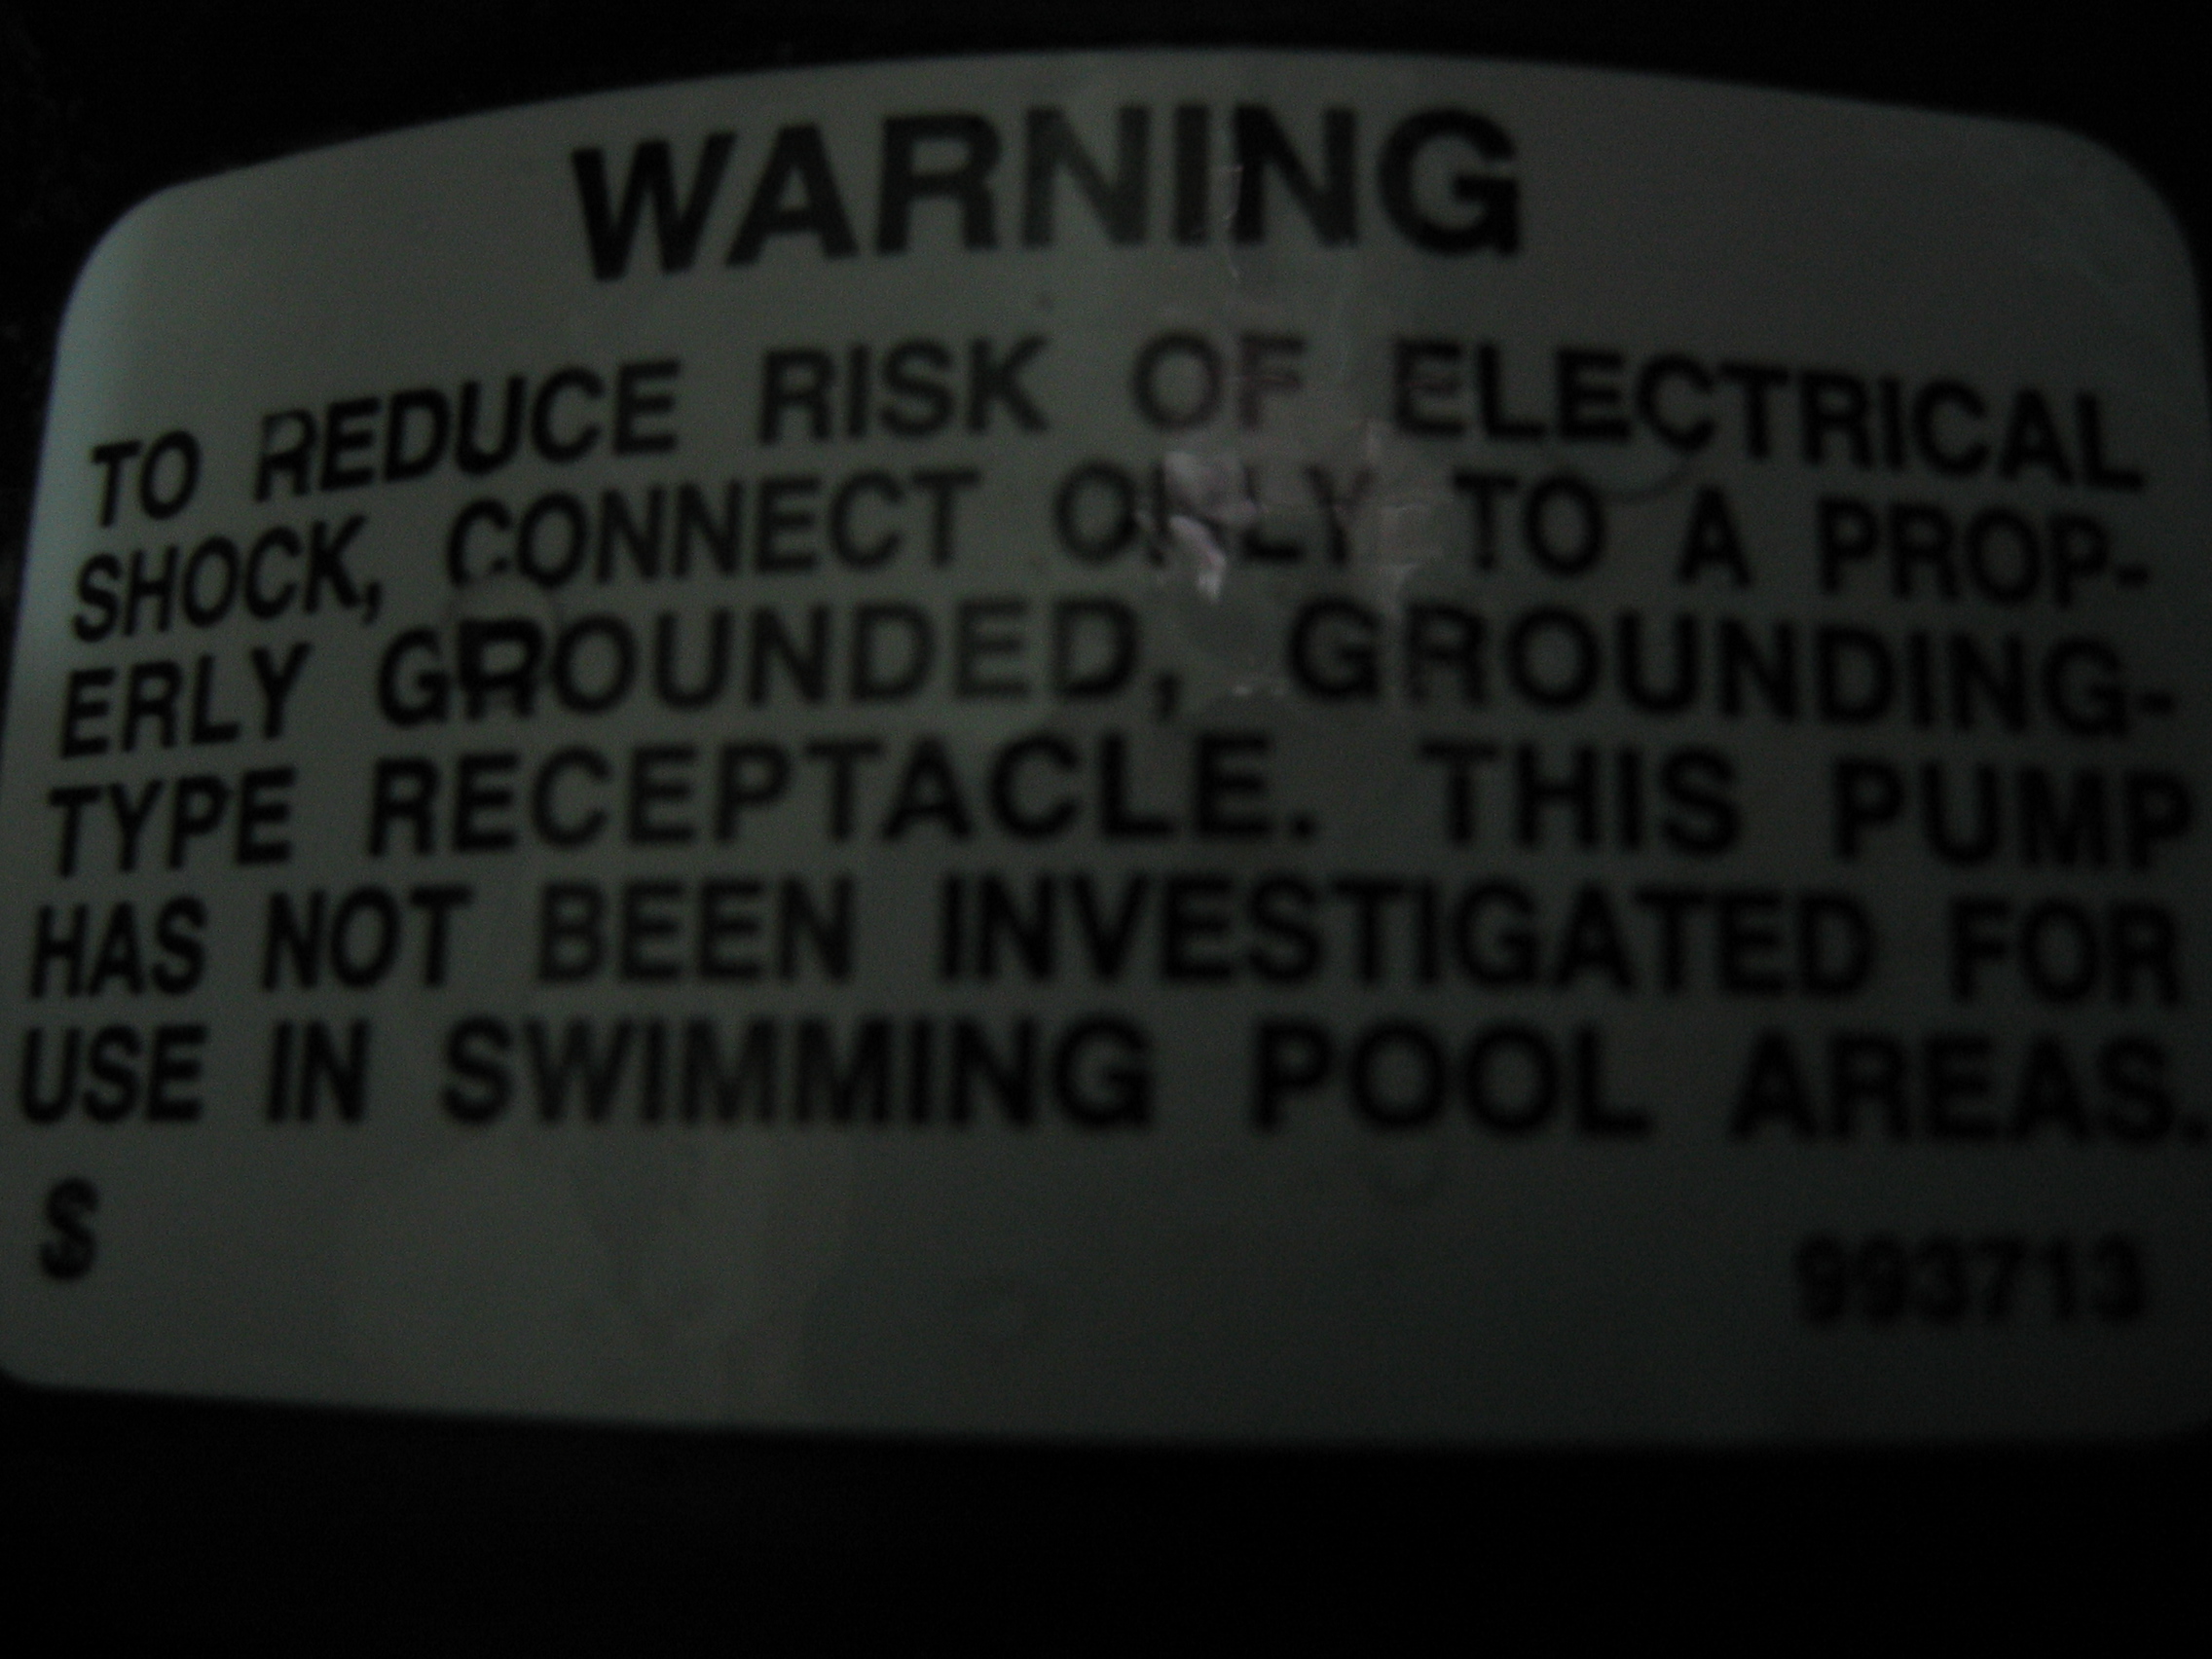 WARNING
TO REDUCE RISK OF ELECTRICAL
SHOCK, CONNECT ONLY TO A PROP-
ERLY GROUNDED, GROUNDING-
TYPE RECEPTACLE. THIS PUMP
HAS NOT BEEN INVESTIGATED FOR
USE IN SWIMMING POOL AREAS.
S
993713